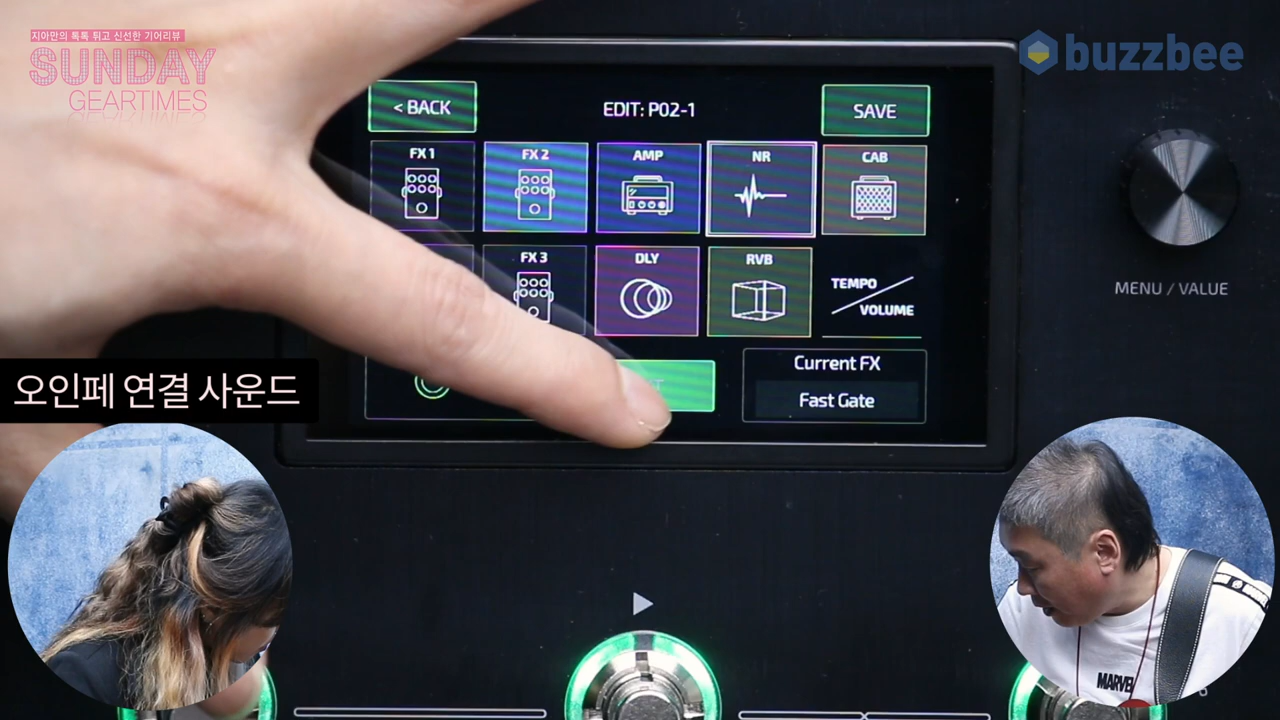 지아만의 톡톡 튀고 신선한 기어리뷰
SUNDAY
GEARTIMES
buzzbee
< BACK
EDIT: P02-1
SAVE
FX 1
FX 2
AMP
NR
CAB
FX 3
DLY
RVB
TEMPO
VOLUME
Current FX
Fast Gate
MENU / VALUE
오인페 연결 사운드
MARVEL